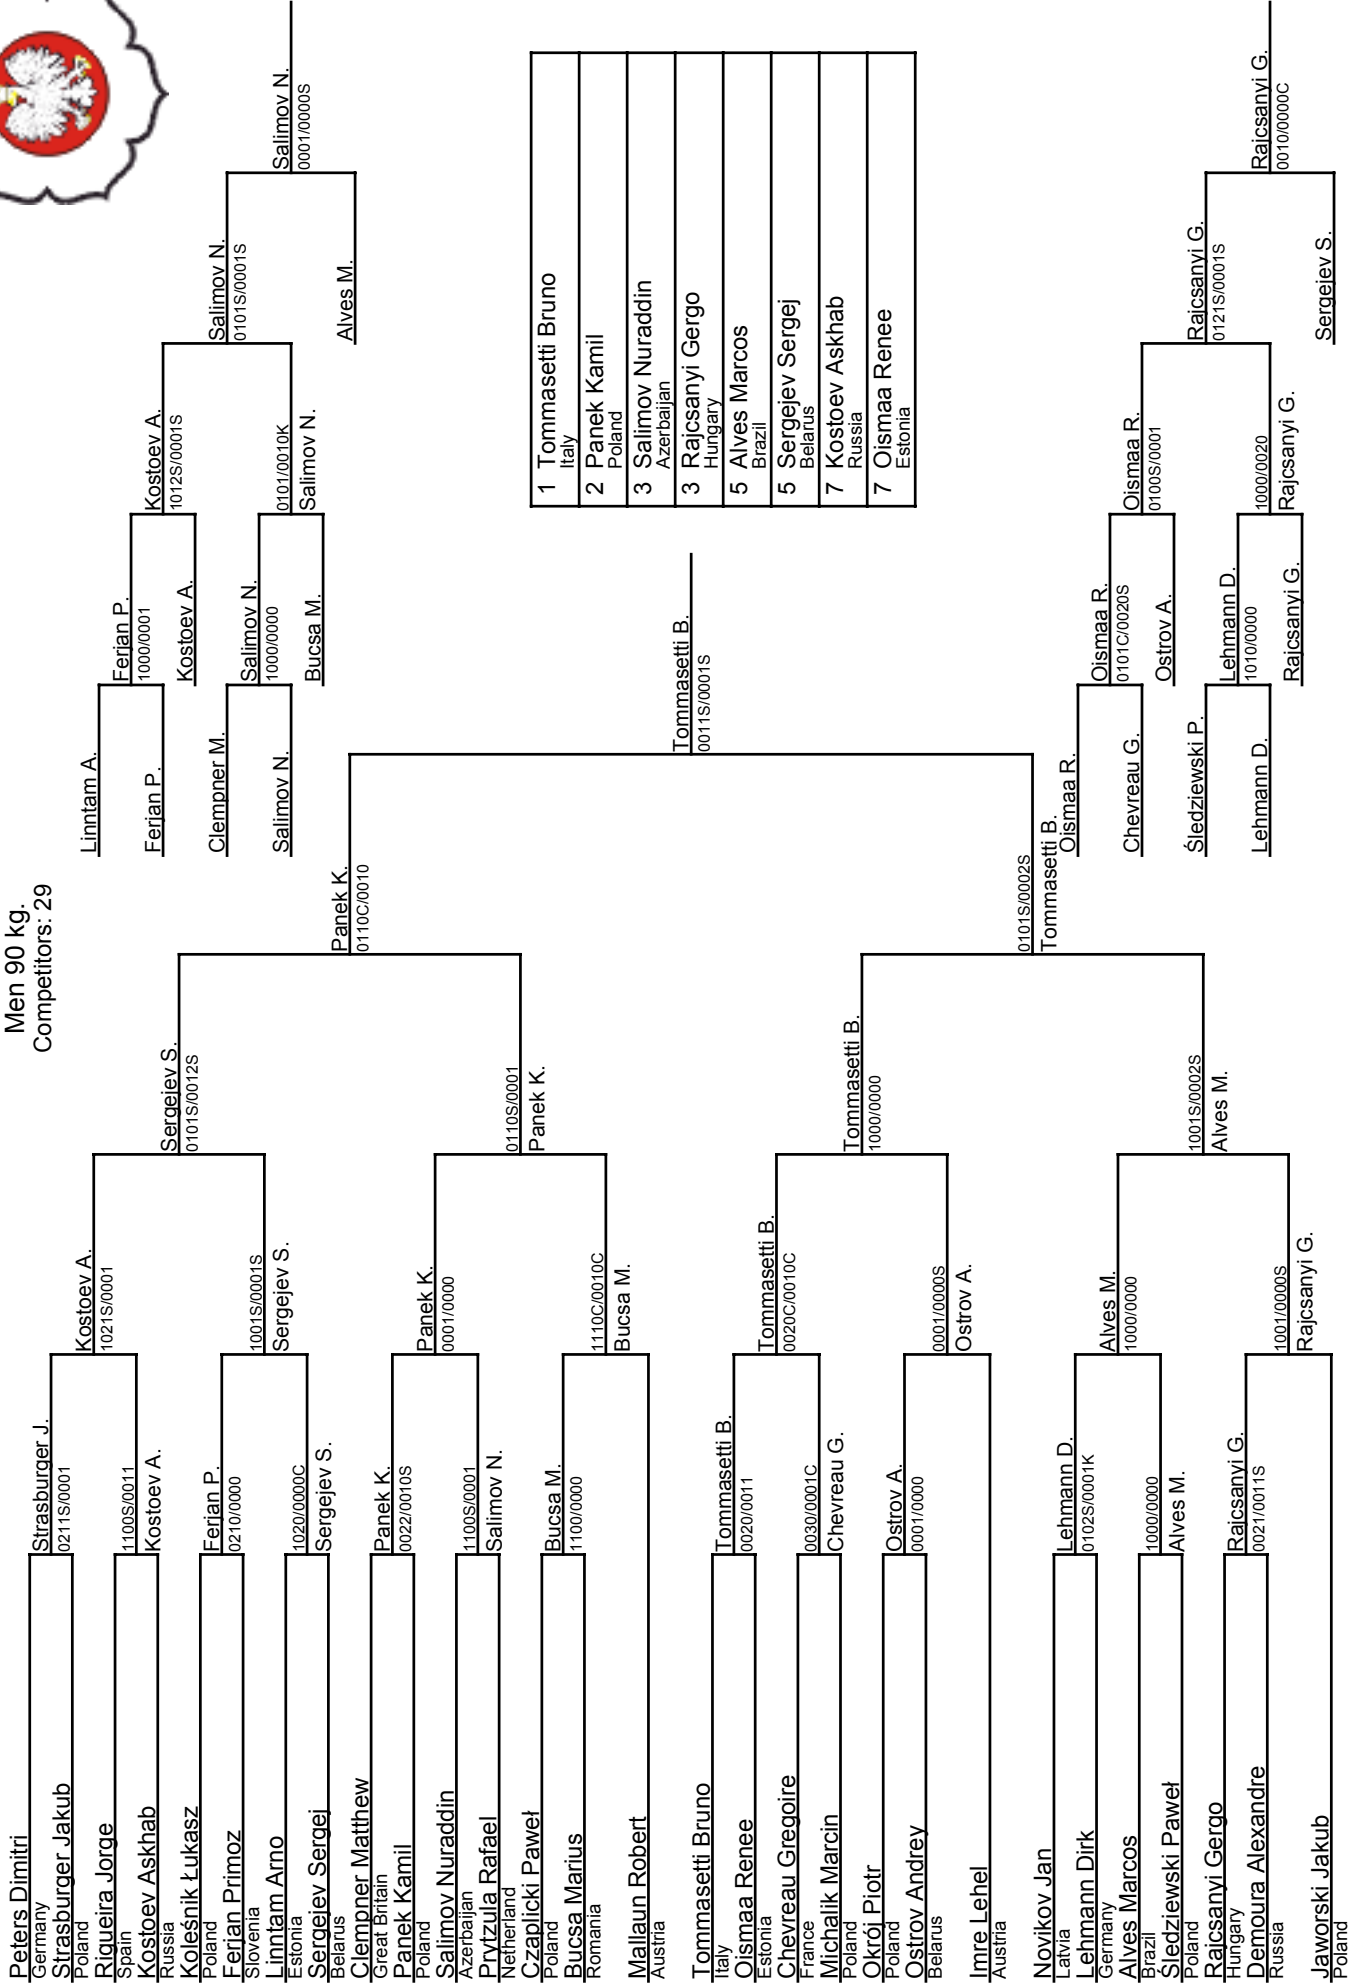 Men 90 kg.
Competitors: 29
Peters Dimitri
Germany
Strasburger Jakub
Poland
Riqueira Jorge
Spain
Kostoev Askhab
Russia
Koleśnik Łukasz
Poland
Ferjan Primoz
Slovenia
Linntam Arno
Estonia
Sergejev Sergej
Belarus
Clempner Matthew
Great Britain
Panek Kamil
Poland
Salimov Nuraddin
Azerbaijan
Prytzula Rafael
Netherland
Czaplicki Paweł
Poland
Bucsa Marius
Romania
Mallaun Robert
Austria
Tommasetti Bruno
Italy
Oismaa Renee
Estonia
Chevreau Gregoire
France
Michalik Marcin
Poland
Okrój Piotr
Poland
Ostrov Andrey
Belarus
Imre Lehel
Austria
Novikov Jan
Latvia
Lehmann Dirk
Germany
Alves Marcos
Brazil
Śledziewski Paweł
Poland
Rajcsanyi Gergo
Hungary
Demoura Alexandre
Russia
Jaworski Jakub
Poland
Strasburger J.
0211S/0001
1100S/0011
Kostoev A.
Ferjan P.
0210/0000
1020/0000C
Sergejev S.
Panek K.
0022/0010S
1100S/0001
Salimov N.
Bucsa M.
1100/0000
Tommasetti B.
0020/0011
0030/0001C
Chevreau G.
Ostrov A.
0001/0000
Lehmann D.
0102S/0001K
1000/0000
Alves M.
Rajcsanyi G.
0021/0011S
Kostoev A.
1021S/0001
1001S/0001S
Sergejev S.
Panek K.
0001/0000
1110C/0010C
Bucsa M.
Tommasetti B.
0020C/0010C
0001/0000S
Ostrov A.
Alves M.
1000/0000
1001/0000S
Rajcsanyi G.
Sergejev S.
0101S/0012S
0110S/0001
Panek K.
Tommasetti B.
1000/0000
1001S/0002S
Alves M.
Panek K.
0110C/0010
0101S/0002S
Tommasetti B.
Tommasetti B.
0011S/0001S
Linntam A.
Ferjan P.
Clempner M.
Salimov N.
Ferjan P.
1000/0001
Kostoev A.
Salimov N.
1000/0000
Bucsa M.
Kostoev A.
1012S/0001S
0101/0010K
Salimov N.
Salimov N.
0101S/0001S
Alves M.
Salimov N.
0001/0000S
Oismaa R.
Chevreau G.
Śledziewski P.
Lehmann D.
Oismaa R.
0101C/0020S
Ostrov A.
Lehmann D.
1010/0000
Rajcsanyi G.
Oismaa R.
0100S/0001
1000/0020
Rajcsanyi G.
Rajcsanyi G.
0121S/0001S
Sergejev S.
Rajcsanyi G.
0010/0000C
1 Tommasetti Bruno
Italy
2 Panek Kamil
Poland
3 Salimov Nuraddin
Azerbaijan
3 Rajcsanyi Gergo
Hungary
5 Alves Marcos
Brazil
5 Sergejev Sergej
Belarus
7 Kostoev Askhab
Russia
7 Oismaa Renee
Estonia